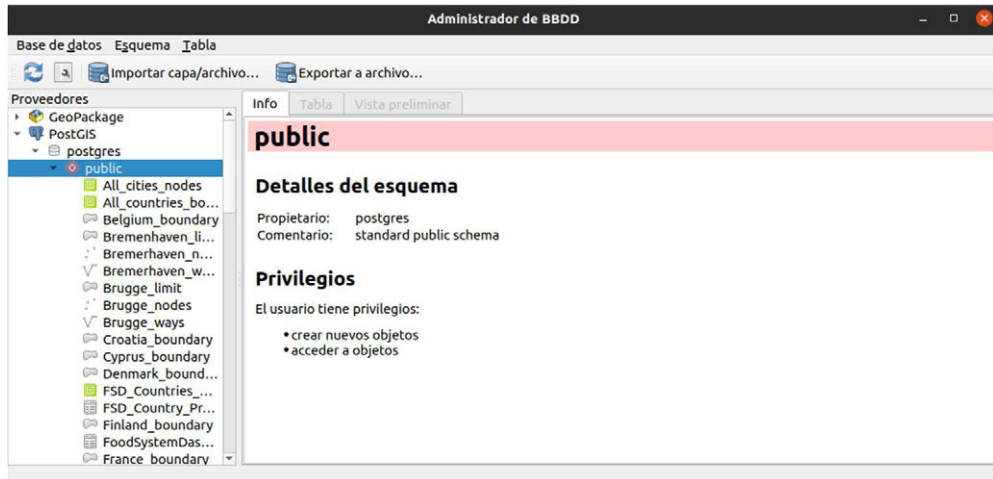 Administrador de BBDD
Base de datos Esquema Tabla
Importar capa/archivo... Exportar a archivo...
Proveedores
GeoPackage
PostGIS
postgres
public
All_cities_nodes
All_countries_bo...
Belgium_boundary
Bremenhaven_li...
Bremerhaven_n...
Bremerhaven_w...
Brugge_limit
Brugge_nodes
Brugge_ways
Croatia_boundary
Cyprus_boundary
Denmark_bound...
FSD_Countries_...
FSD_Country_Pr...
Finland_boundary
FoodSystemDas...
France_boundary
Info Tabla Vista preliminar
public
Detalles del esquema
Propietario: postgres
Comentario: standard public schema
Privilegios
El usuario tiene privilegios:
• crear nuevos objetos
• acceder a objetos